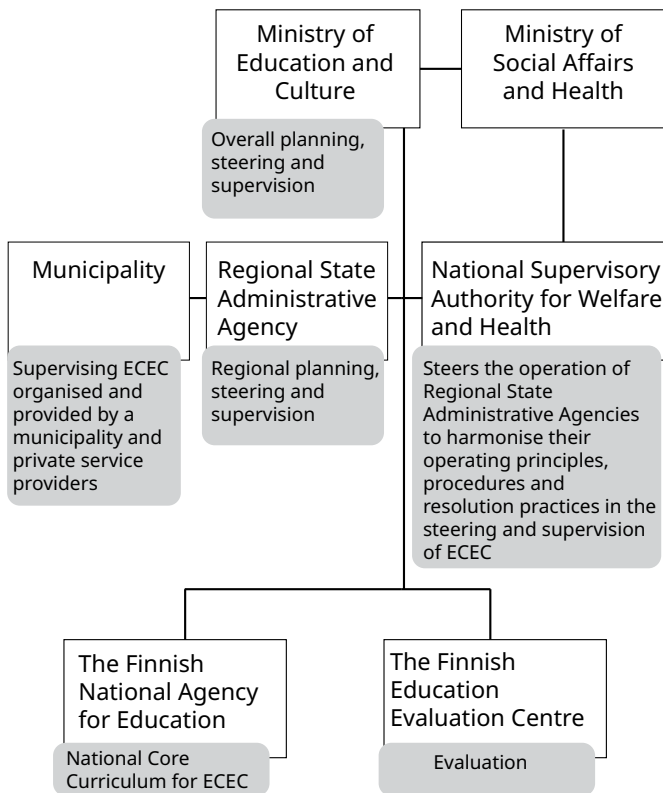 Ministry of
Education and
Culture
Ministry of
Social Affairs
and Health
Overall planning,
steering and
supervision
Municipality
Regional State
Administrative
Agency
National Supervisory
Authority for Welfare
and Health
Supervising ECEC
organised and
provided by a
municipality and
private service
providers
Regional planning,
steering and
supervision
Steers the operation of
Regional State
Administrative Agencies
to harmonise their
operating principles,
procedures and
resolution practices in the
steering and supervision
of ECEC
The Finnish
National Agency
for Education
The Finnish
Education
Evaluation Centre
National Core
Curriculum for ECEC
Evaluation